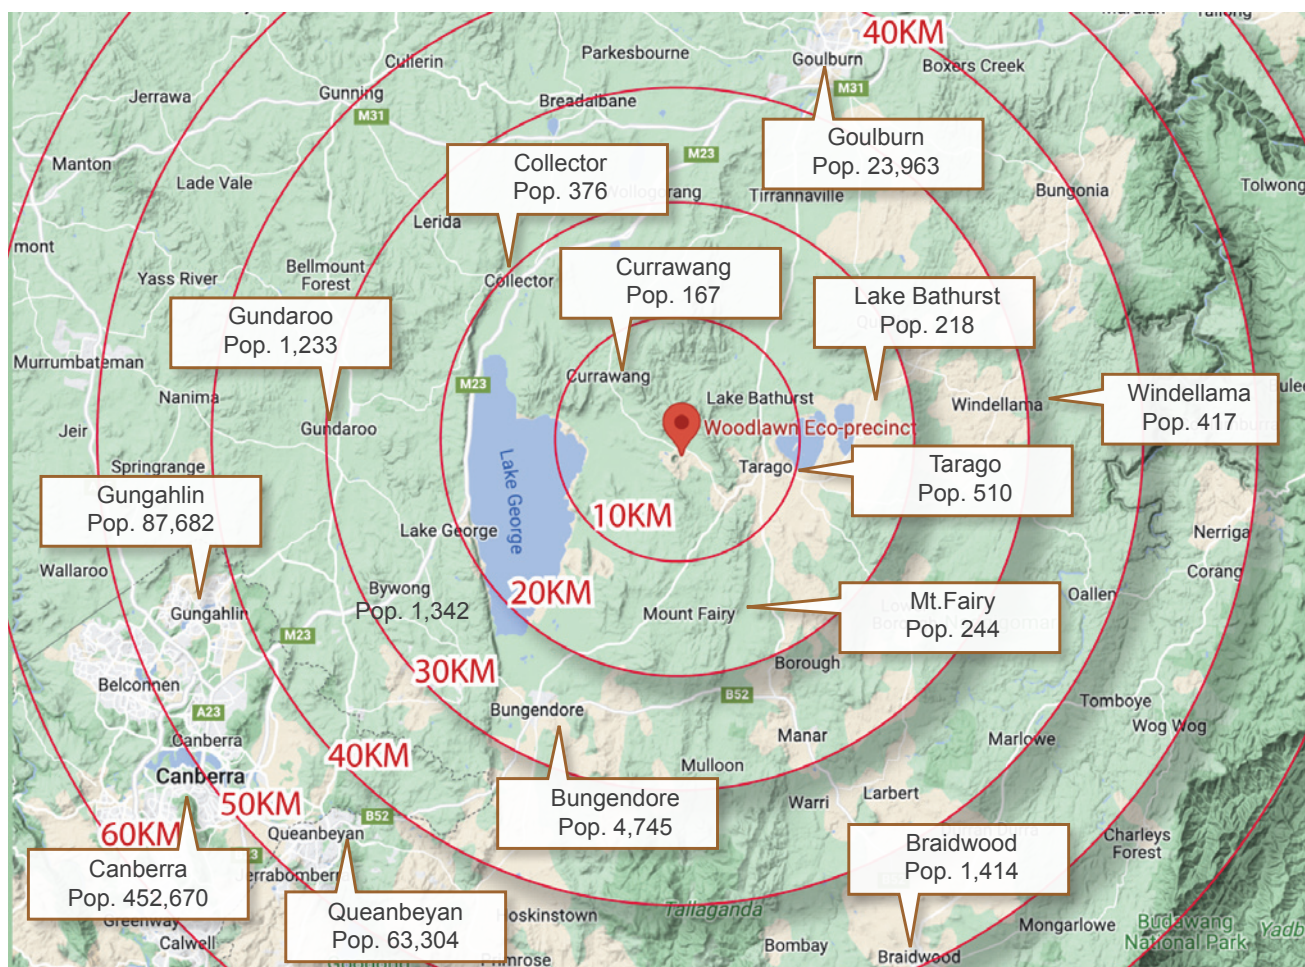 40KM
Tallong
Goulburn
Parkesbourne
Cullerin
Boxers Creek
M31
Jerrawa
Gunning
Breadalbane
M31
Goulburn
Pop. 23,963
M23
Collector
Pop. 376
Manton
Lade Vale
Wollogorang
Tirrannaville
Bungonia
Tolwong
Lerida
mont
Bellmount
Forest
Yass River
Collector
Currawang
Pop. 167
Lake Bathurst
Pop. 218
Gundaroo
Pop. 1,233
Murrumbateman
M23
Currawang
Nanima
Lake Bathurst
Windellama
Windellama
Pop. 417
Jeir
Gundaroo
Woodlawn Eco-precinct
Springrange
Tarago
Tarago
Pop. 510
Gungahlin
Pop. 87,682
Lake George
10KM
Lake George
Nerriga
Wallaroo
Corang
Bywong
Pop. 1,342
20KM
Oallen
Gungahlin
Mount Fairy
Mt.Fairy
Pop. 244
M23
Borough
30KM
Belconnen
B52
Tomboye
A23
Bungendore
Wog Wog
Canberra
Manar
Marlowe
40KM
Canberra
Mulloon
50KM
Warri
Larbert
Bungendore
Pop. 4,745
60KM
Queanbeyan
B52
Charleys
Forest
Braidwood
Pop. 1,414
Canberra
Pop. 452,670
Jerrabomberra
Queanbeyan
Pop. 63,304
Hoskinstown
Tallaganda
Mongarlowe
Budawang
National Park
Greenway
Calwell
Bombay
Braidwood
Primrose